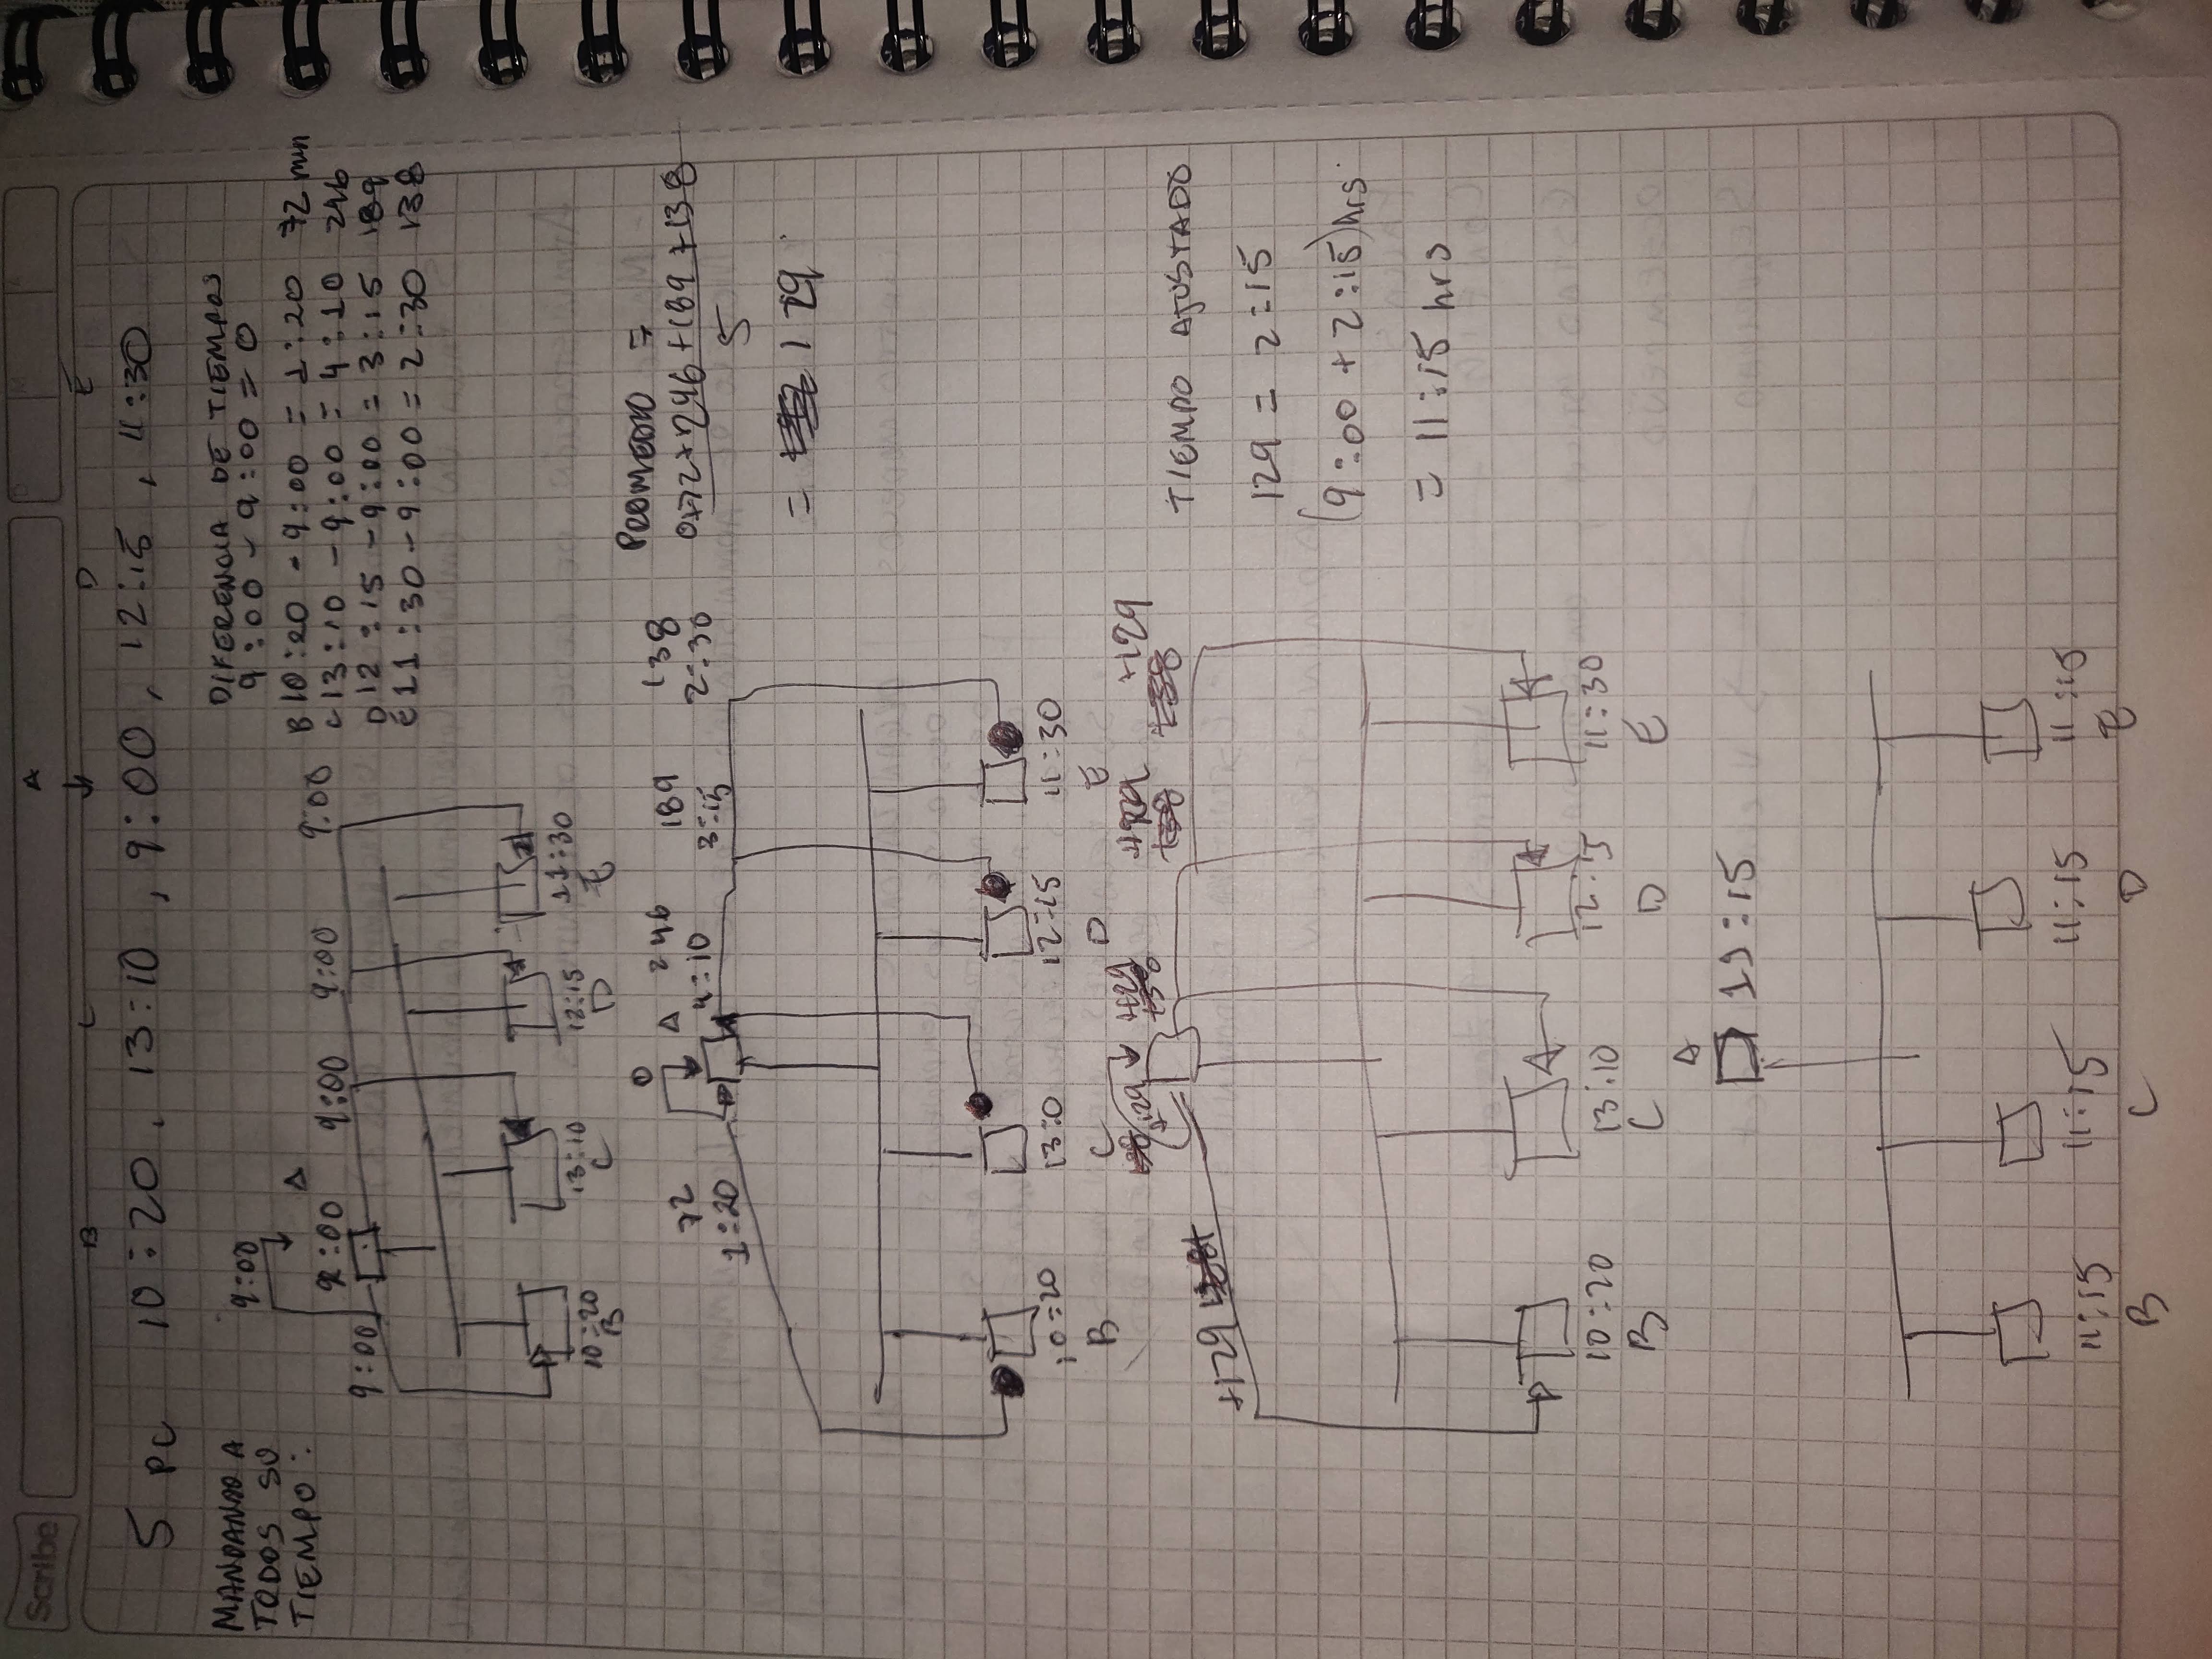 Scribe
A
B C D E
5 PC 10:20, 13:10, 9:00, 12:15, 11:30
MANDANDO A
TODOS SU
TIEMPO:
9:00
A
9:00 9:00 9:00 9:00 9:00
10:20 13:10 12:15 11:30
B C D E
DIFERENCIA DE TIEMPOS
9:00 - 9:00 = 0
B 10:20 - 9:00 = 1:20 72 min
C 13:10 - 9:00 = 4:10 246
D 12:15 - 9:00 = 3:15 189
E 11:30 - 9:00 = 2:30 138
0
72 A 246 189 138
1:20 4:10 3:15 2:30
10:20 13:0 12:15 11:30
B C D E
PROMEDIO =
0+72+246+189+138
5
= 129
+129 +129 +129 +129
+129
10:20 13:10 12:15 11:30
B C D E
TIEMPO AJUSTADO
129 = 2:15
(9:00 + 2:15) hrs
= 11:15 hrs
A
11:15
11:15 11:15 11:15 11:15
B C D E